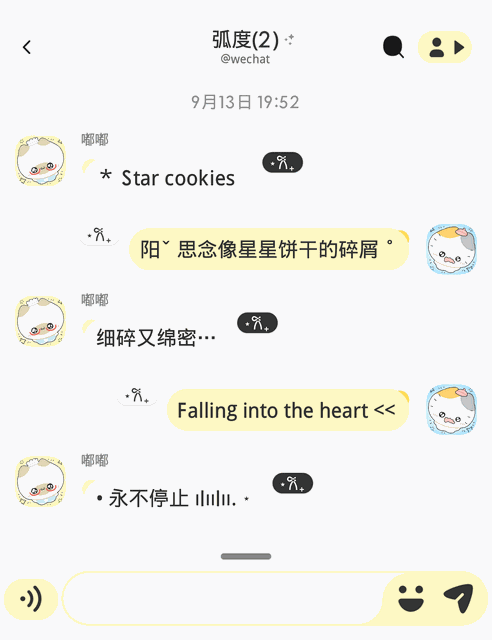 弧度(2)
@wechat
9月13日 19:52
嘟嘟
* Star cookies
阳ˇ 思念像星星饼干的碎屑 °
嘟嘟
细碎又绵密…
Falling into the heart <<
嘟嘟
• 永不停止 ılıılıı. ⋆